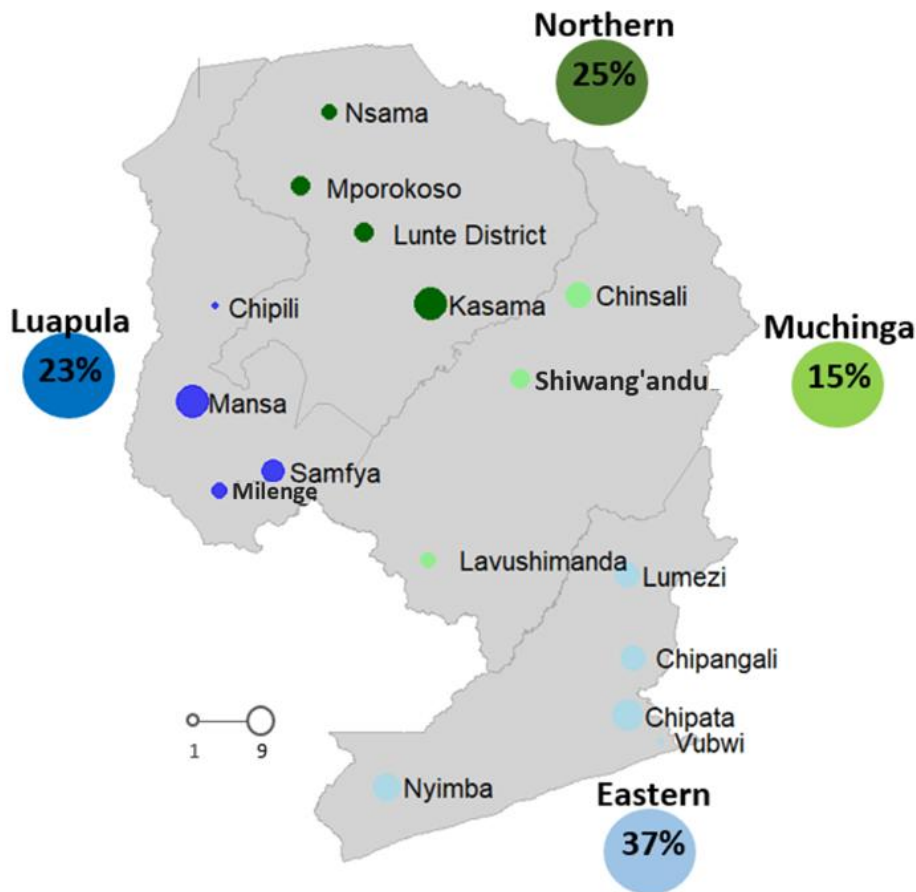 Northern
25%
Nsama
Mporokoso
Lunte District
Chipili
Kasama
Chinsali
Luapula
23%
Muchinga
15%
Shiwang'andu
Mansa
Samfya
Milenge
Lavushimanda
Lumezi
Chipangali
Chipata
Vubwi
1 9
Nyimba
Eastern
37%